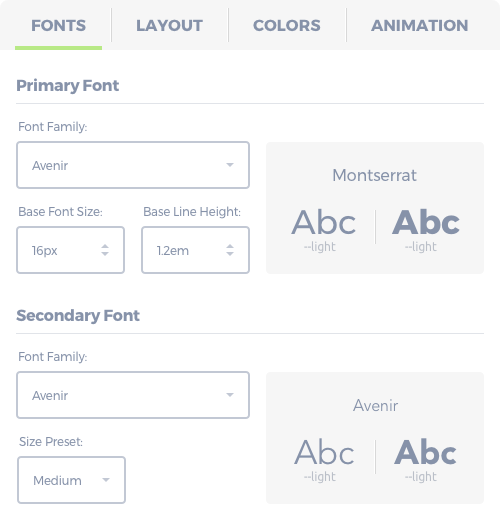 FONTS LAYOUT COLORS ANIMATION
Primary Font
Font Family:
Avenir
Base Font Size: Base Line Height:
16px 1.2em
Montserrat
Abc Abc
--light --light
Secondary Font
Font Family:
Avenir
Size Preset:
Medium
Avenir
Abc Abc
--light --light